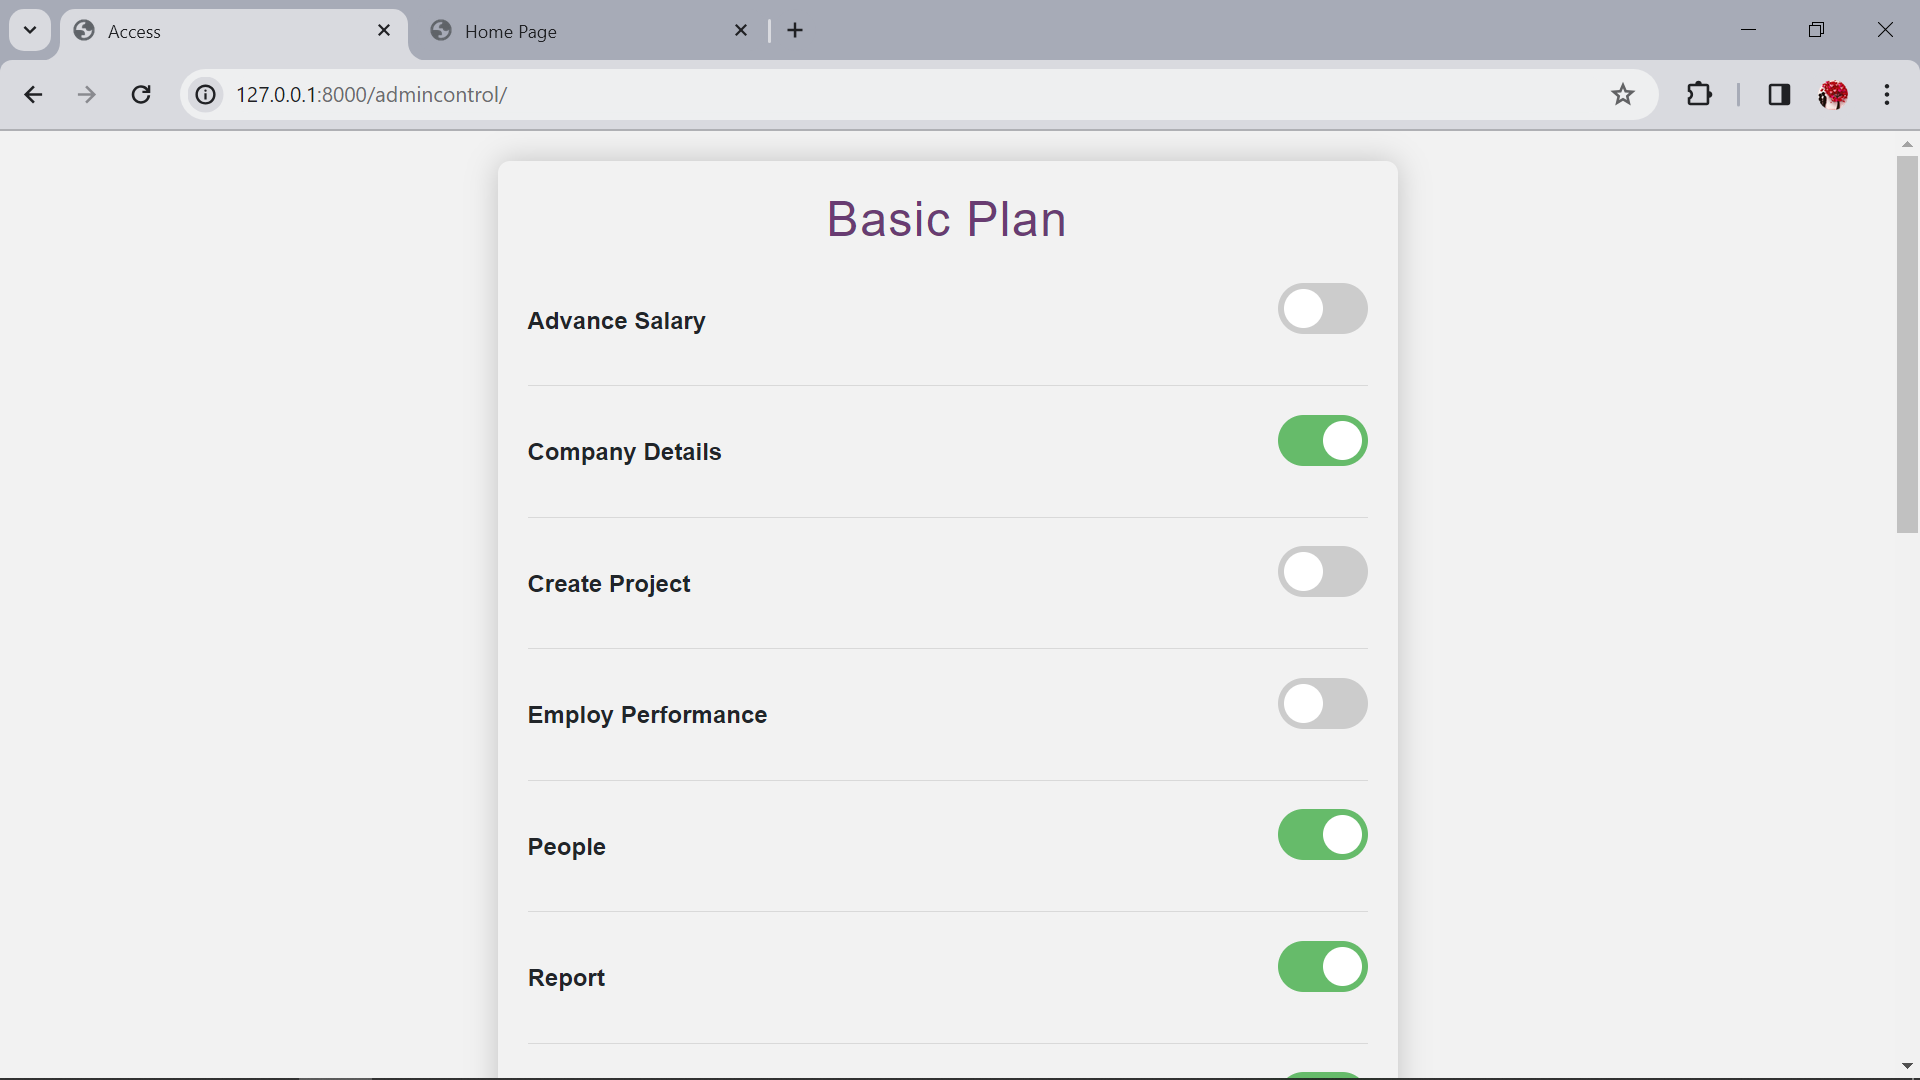 Access
Home Page
127.0.0.1:8000/admincontrol/
Basic Plan
Advance Salary
Company Details
Create Project
Employ Performance
People
Report